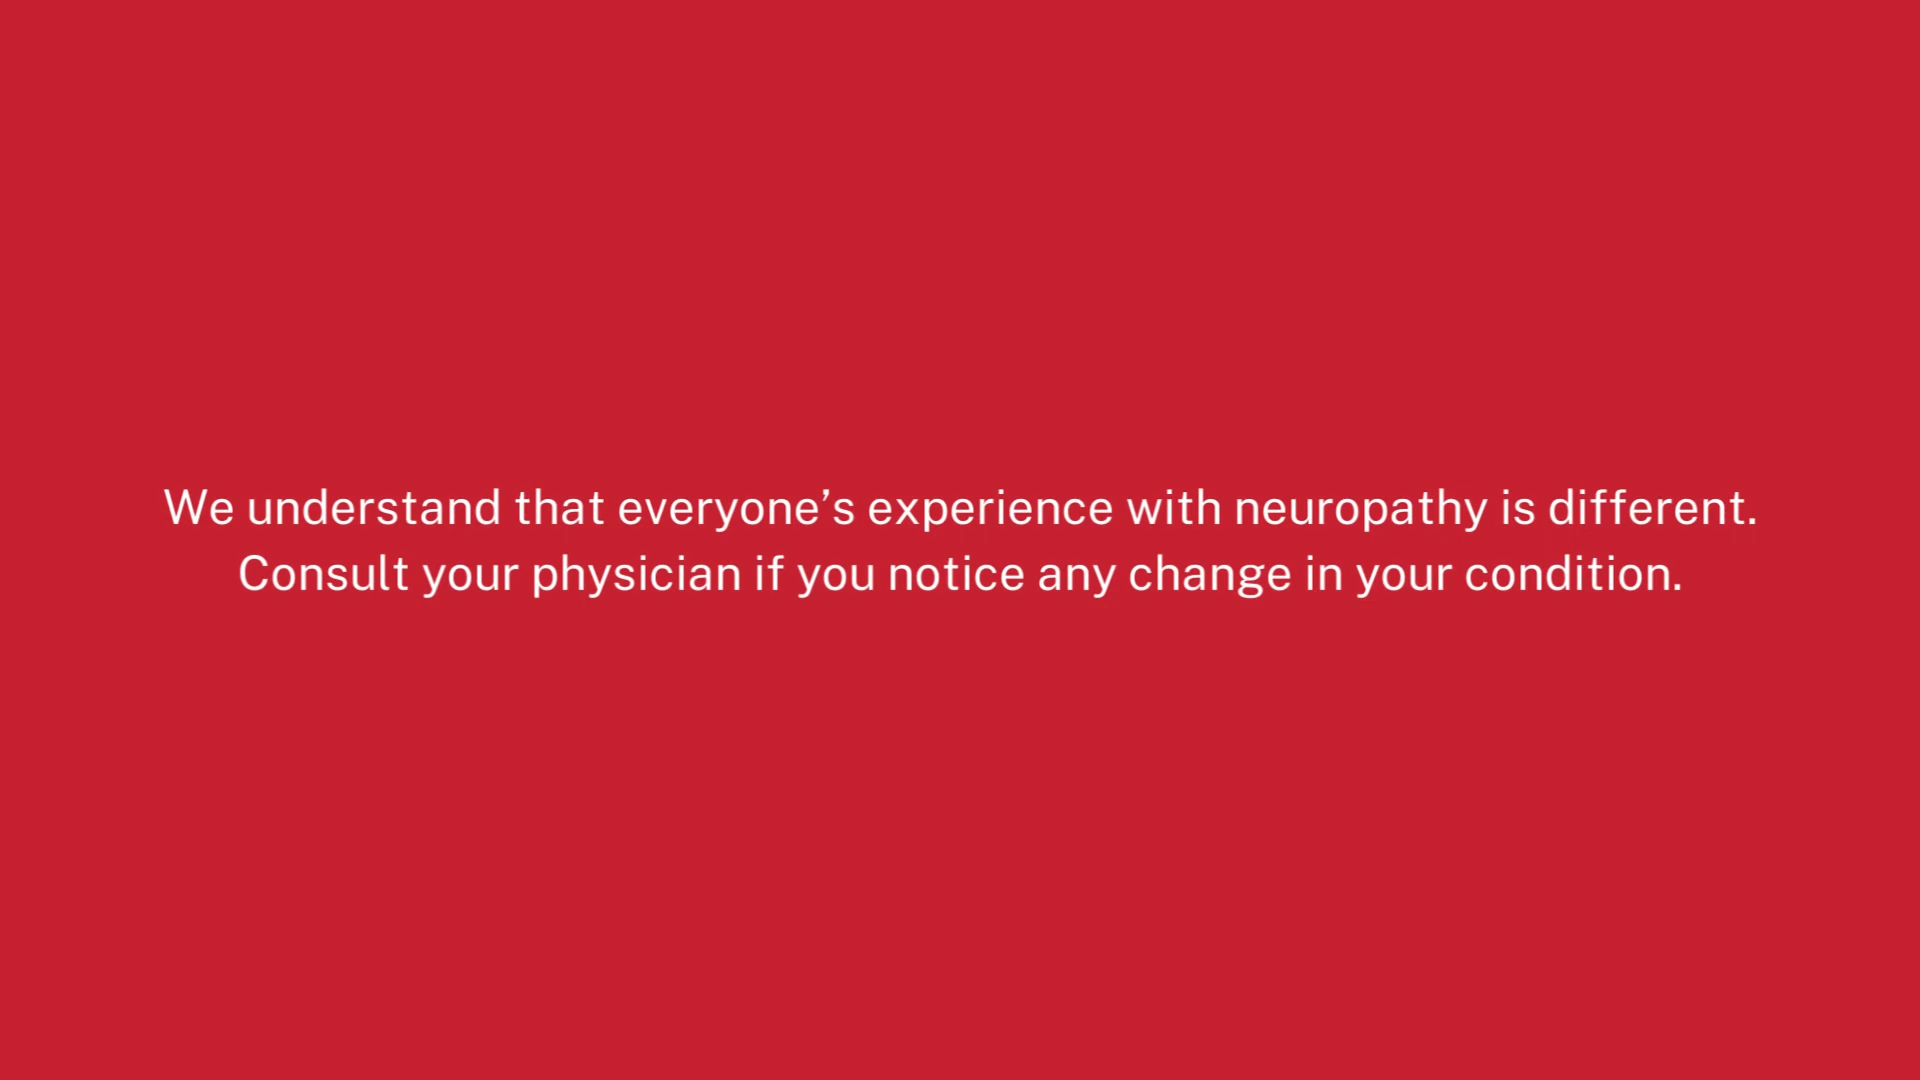 We understand that everyone’s experience with neuropathy is different.
Consult your physician if you notice any change in your condition.